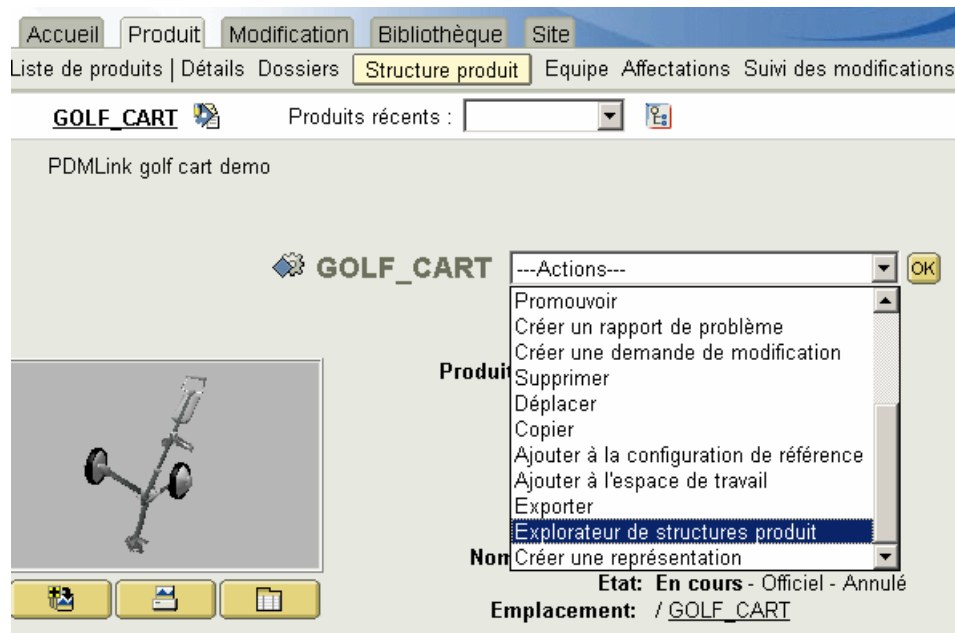 Accueil Produit Modification Bibliothèque Site
Liste de produits | Détails Dossiers Structure produit Equipe Affectations Suivi des modifications
GOLF_CART Produits récents :
PDMLink golf cart demo
GOLF_CART ---Actions--- OK
Promouvoir
Créer un rapport de problème
Créer une demande de modification
Produit
Supprimer
Déplacer
Copier
Ajouter à la configuration de référence
Ajouter à l'espace de travail
Exporter
Explorateur de structures produit
Nom Créer une représentation
Etat: En cours - Officiel - Annulé
Emplacement: / GOLF_CART